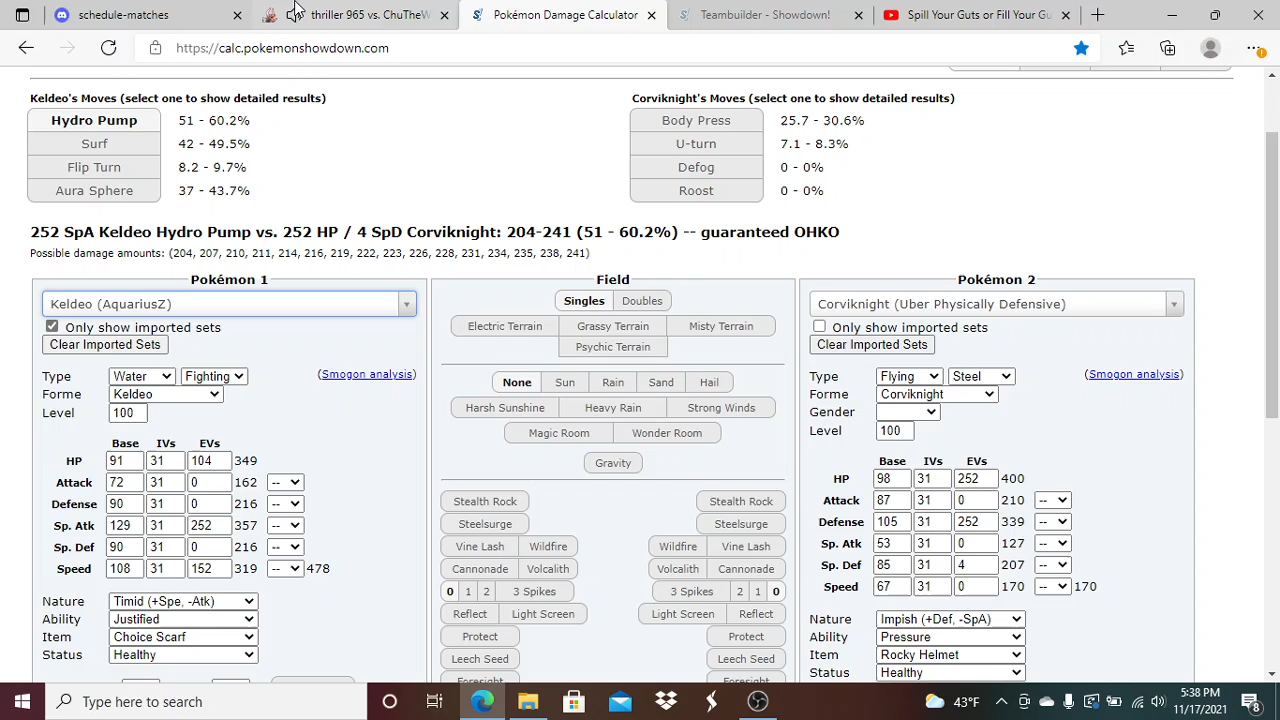 schedule-matches
thriller 965 vs. ChuTheW
Pokémon Damage Calculator
Teambuilder - Showdown!
Spill Your Guts or Fill Your Gu
https://calc.pokemonshowdown.com
Keldeo's Moves (select one to show detailed results)
Corviknight's Moves (select one to show detailed results)
Hydro Pump 51 - 60.2%
Body Press 25.7 - 30.6%
Surf 42 - 49.5%
U-turn 7.1 - 8.3%
Flip Turn 8.2 - 9.7%
Defog 0 - 0%
Aura Sphere 37 - 43.7%
Roost 0 - 0%
252 SpA Keldeo Hydro Pump vs. 252 HP / 4 SpD Corviknight: 204-241 (51 - 60.2%) -- guaranteed OHKO
Possible damage amounts: (204, 207, 210, 211, 214, 216, 219, 222, 223, 226, 228, 231, 234, 235, 238, 241)
Pokémon 1
Keldeo (AquariusZ)
Only show imported sets
Clear Imported Sets
Type Water Fighting (Smogon analysis)
Forme Keldeo
Level 100
Base IVs EVs
HP 91 31 104 349
Attack 72 31 0 162 --
Defense 90 31 0 216 --
Sp. Atk 129 31 252 357 --
Sp. Def 90 31 0 216 --
Speed 108 31 152 319 -- 478
Nature Timid (+Spe, -Atk)
Ability Justified
Item Choice Scarf
Status Healthy
Field
Singles Doubles
Electric Terrain Grassy Terrain Misty Terrain
Psychic Terrain
None Sun Rain Sand Hail
Harsh Sunshine Heavy Rain Strong Winds
Magic Room Wonder Room
Gravity
Stealth Rock Stealth Rock
Steelsurge Steelsurge
Vine Lash Wildfire Wildfire Vine Lash
Cannonade Volcalith Volcalith Cannonade
0 1 2 3 Spikes 3 Spikes 2 1 0
Reflect Light Screen Light Screen Reflect
Protect Protect
Leech Seed Leech Seed
Foresight Foresight
Pokémon 2
Corviknight (Uber Physically Defensive)
Only show imported sets
Clear Imported Sets
Type Flying Steel (Smogon analysis)
Forme Corviknight
Gender
Level 100
Base IVs EVs
HP 98 31 252 400
Attack 87 31 0 210 --
Defense 105 31 252 339 --
Sp. Atk 53 31 0 127 --
Sp. Def 85 31 4 207 --
Speed 67 31 0 170 -- 170
Nature Impish (+Def, -SpA)
Ability Pressure
Item Rocky Helmet
Status Healthy
Type here to search
43°F
5:38 PM
11/17/2021
8